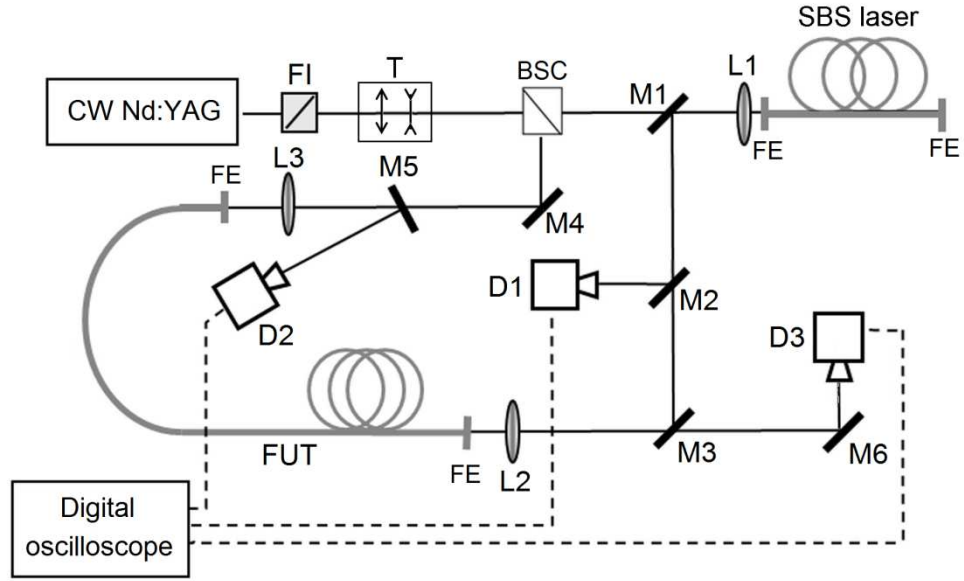 SBS laser
FI
T
BSC
L1
M1
CW Nd:YAG
FE
FE
L3
M5
FE
M4
D1
M2
D2
D3
FUT
FE
L2
M3
M6
Digital
oscilloscope